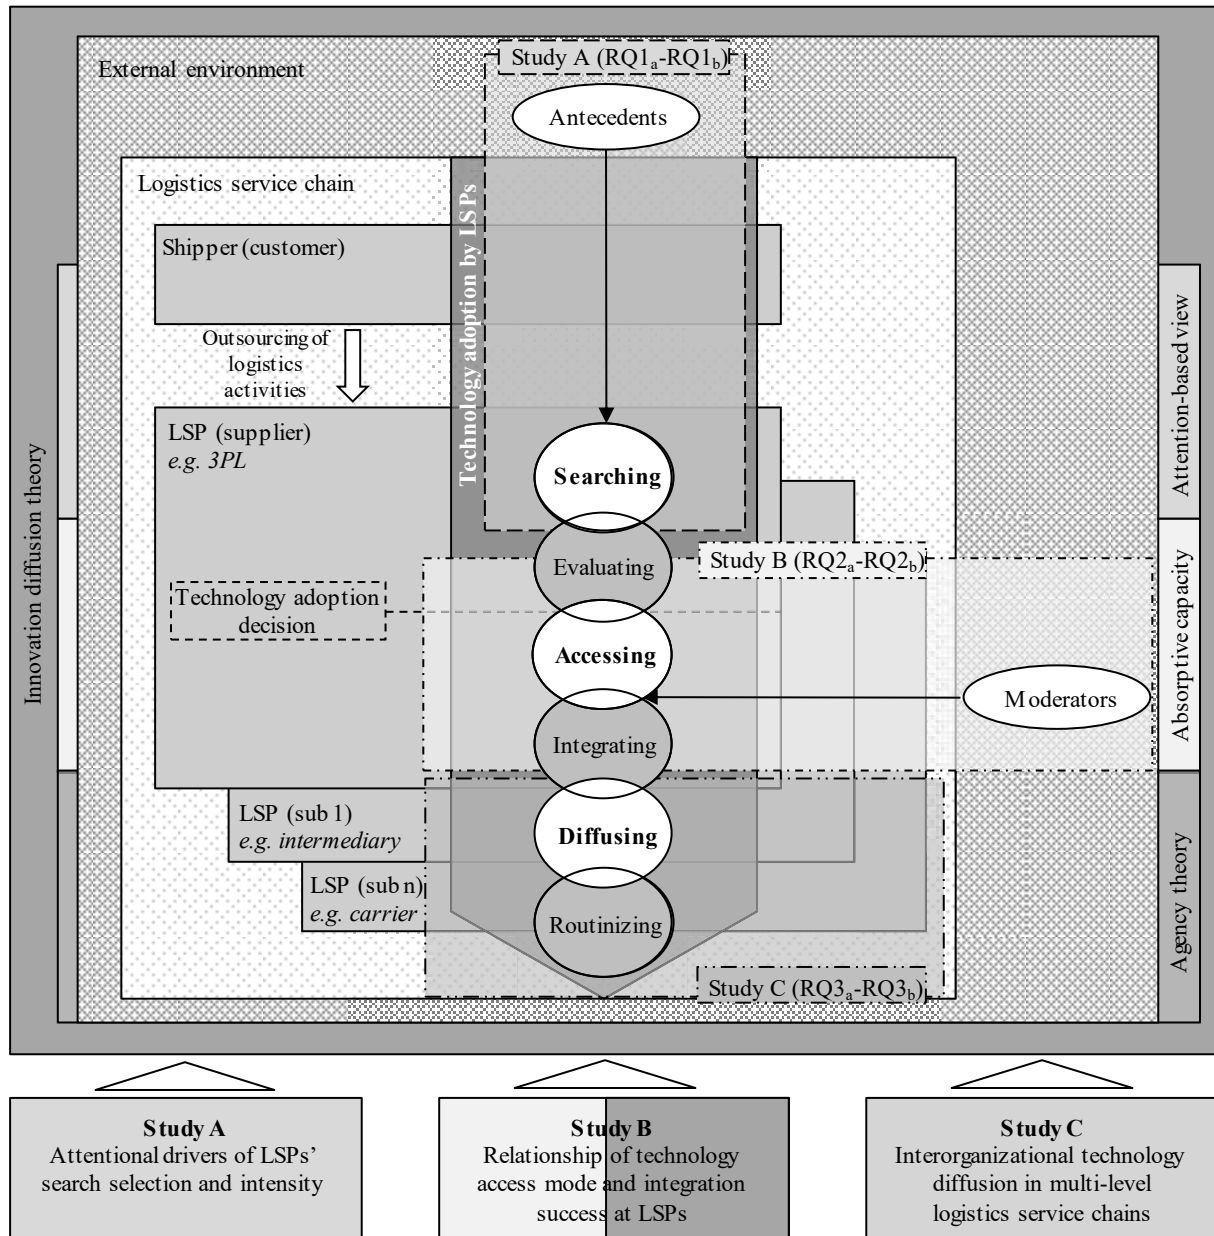 Study A (RQ1a-RQ1b)
External environment
Antecedents
Logistics service chain
Technology adoption by LSPs
Shipper (customer)
Outsourcing of
logistics
activities
LSP (supplier)
e.g. 3PL
Searching
Evaluating
Study B (RQ2a-RQ2b)
Technology adoption
decision
Accessing
Moderators
Integrating
LSP (sub 1)
e.g. intermediary
Diffusing
LSP (sub n)
e.g. carrier
Routinizing
Study C (RQ3a-RQ3b)
Innovation diffusion theory
Attention-based view
Absorptive capacity
Agency theory
Study A
Attentional drivers of LSPs’
search selection and intensity
Study B
Relationship of technology
access mode and integration
success at LSPs
Study C
Interorganizational technology
diffusion in multi-level
logistics service chains